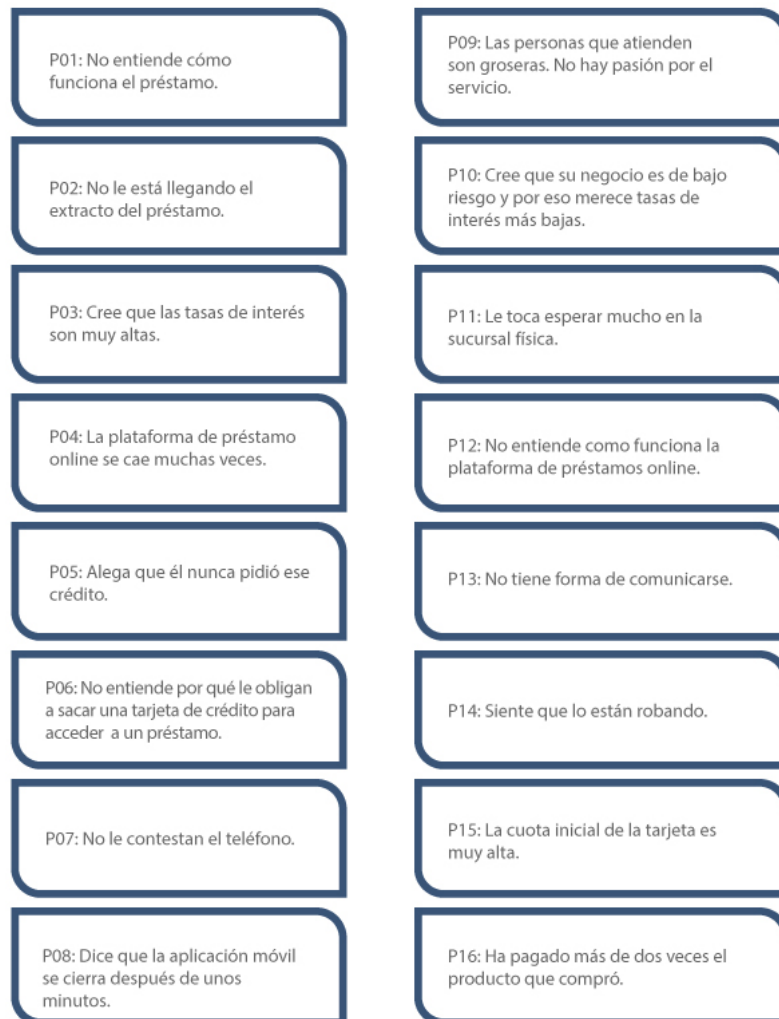 P01: No entiende cómo
funciona el préstamo.
P02: No le está llegando el
extracto del préstamo.
P03: Cree que las tasas de interés
son muy altas.
P04: La plataforma de préstamo
online se cae muchas veces.
P05: Alega que él nunca pidió ese
crédito.
P06: No entiende por qué le obligan
a sacar una tarjeta de crédito para
acceder a un préstamo.
P07: No le contestan el teléfono.
P08: Dice que la aplicación móvil
se cierra después de unos
minutos.
P09: Las personas que atienden
son groseras. No hay pasión por el
servicio.
P10: Cree que su negocio es de bajo
riesgo y por eso merece tasas de
interés más bajas.
P11: Le toca esperar mucho en la
sucursal física.
P12: No entiende como funciona la
plataforma de préstamos online.
P13: No tiene forma de comunicarse.
P14: Siente que lo están robando.
P15: La cuota inicial de la tarjeta es
muy alta.
P16: Ha pagado más de dos veces el
producto que compró.